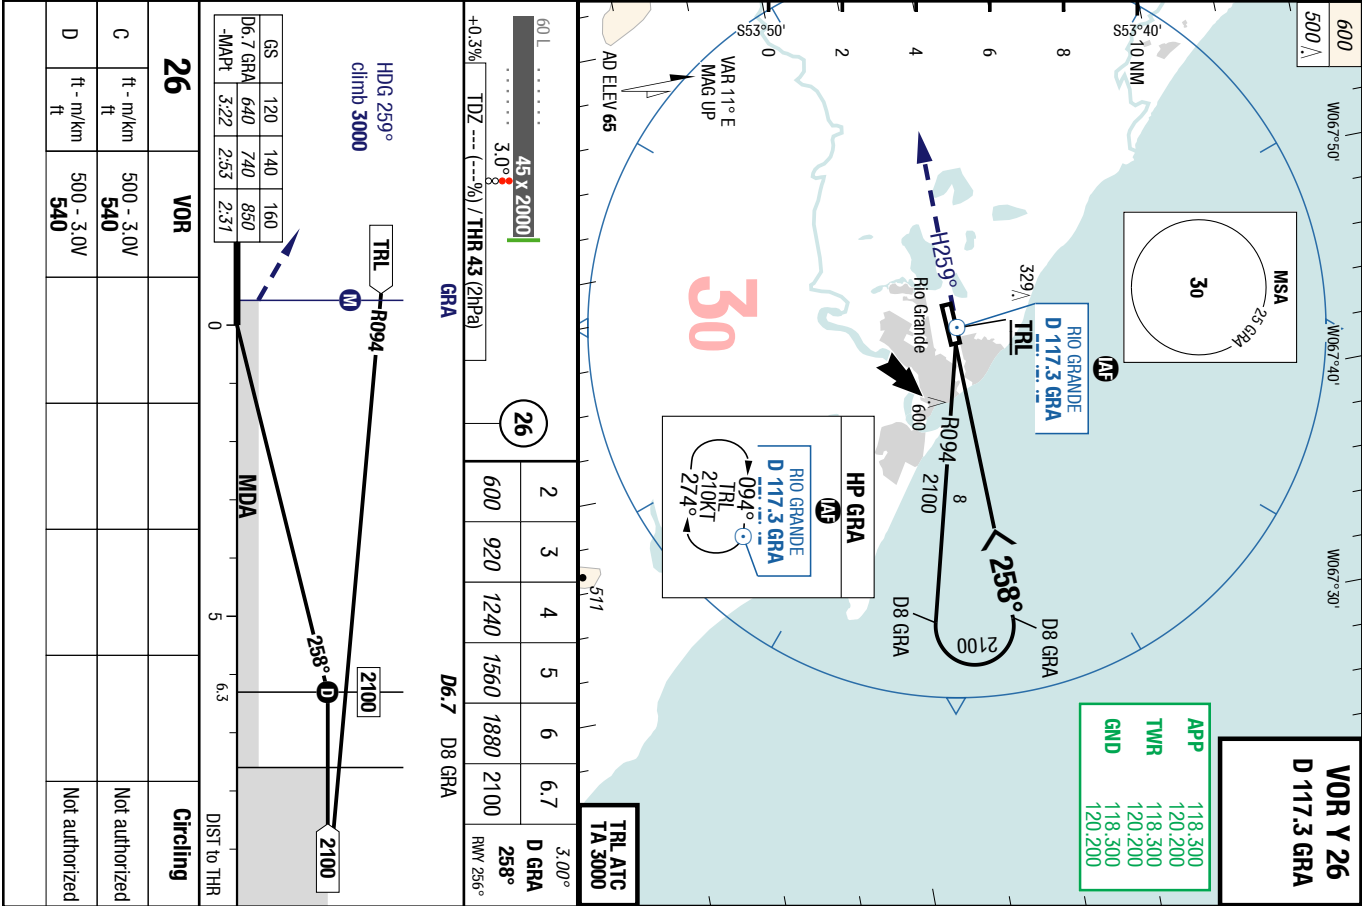 VOR Y 26
D 117.3 GRA
APP 118.300
120.200
TWR 118.300
120.200
GND 118.300
120.200
TRL ATC
TA 3000
600
500
10 NM
8
6
4
2
0
S53°40'
S53°50'
W067°50'
W067°40'
W067°30'
MSA
25 GRA
30
IAF
RIO GRANDE
D 117.3 GRA
TRL
329
H259°
Rio Grande
600
R094
2100
8
258°
D8 GRA
D8 GRA
2100
HP GRA
IAF
RIO GRANDE
D 117.3 GRA
094°
TRL
210KT
274°
30
VAR 11° E
MAG UP
AD ELEV 65
511
60 L
45 x 2000
3.0°
+0.3%
TDZ --- (---%) / THR 43 (2hPa)
26
2 3 4 5 6 6.7
600 920 1240 1560 1880 2100
3.00°
D GRA
258°
RWY 256°
GRA
D6.7 D8 GRA
HDG 259°
climb 3000
TRL
R094
M
2100
258°
D
2100
MDA
0 5 6.3
DIST to THR
GS 120 140 160
D6.7 GRA 640 740 850
-MAPt 3:22 2:53 2:31
26 VOR Circling
C ft - m/km 500 - 3.0V Not authorized
ft 540
D ft - m/km 500 - 3.0V Not authorized
ft 540